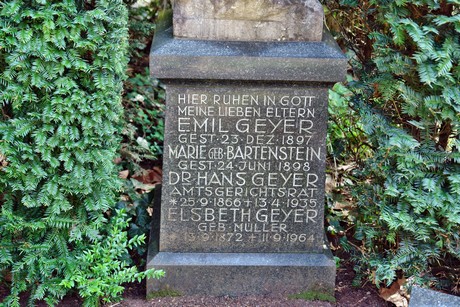 HIER RUHEN IN GOTT
MEINE LIEBEN ELTERN
EMIL GEYER
GEST. 23. DEZ. 1897
MARIE GEB. BARTENSTEIN
GEST. 24. JUNI 1898
DR. HANS GEYER
AMTSGERICHTSRAT
*25·9·1866 + 13·4·1935
ELSBETH GEYER
GEB. MÜLLER
13·9·1872 + 11·9·1964